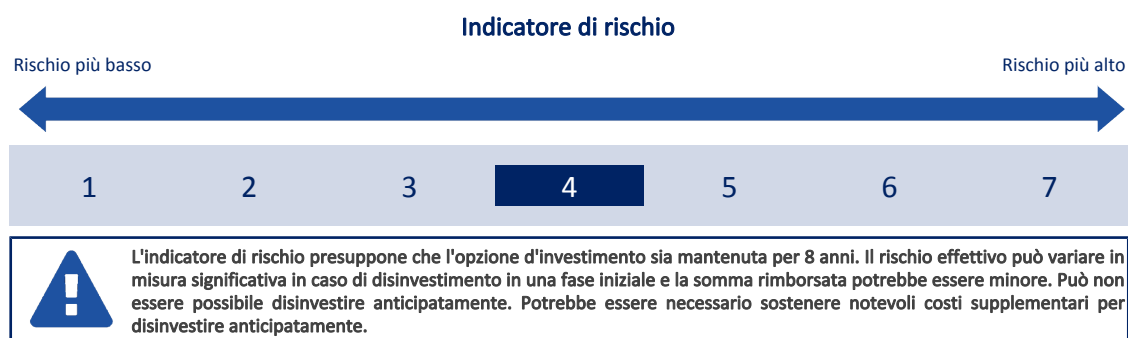 Indicatore di rischio
Rischio più basso
Rischio più alto
1 2 3 4 5 6 7
L'indicatore di rischio presuppone che l'opzione d'investimento sia mantenuta per 8 anni. Il rischio effettivo può variare in
misura significativa in caso di disinvestimento in una fase iniziale e la somma rimborsata potrebbe essere minore. Può non
essere possibile disinvestire anticipatamente. Potrebbe essere necessario sostenere notevoli costi supplementari per
disinvestire anticipatamente.